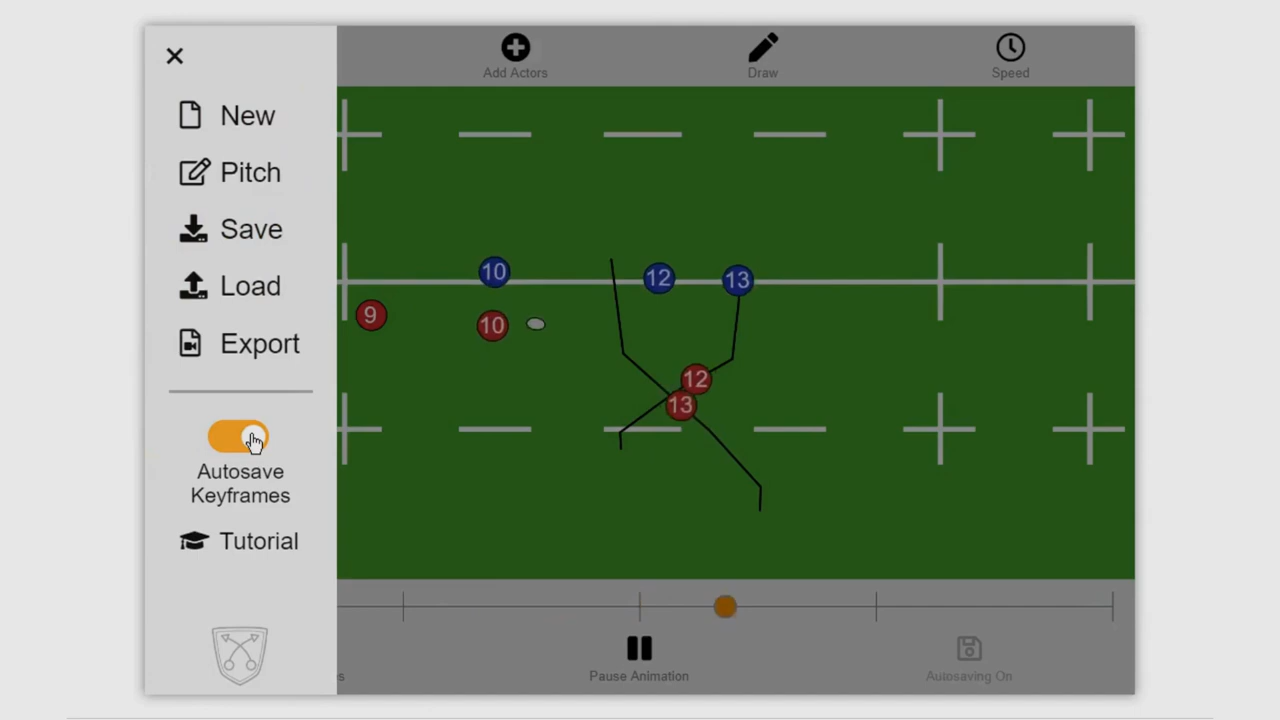 Add Actors
Draw
Speed
New
Pitch
Save
Load
Export
Autosave
Keyframes
Tutorial
10
12
13
9
10
12
13
Pause Animation
Autosaving On